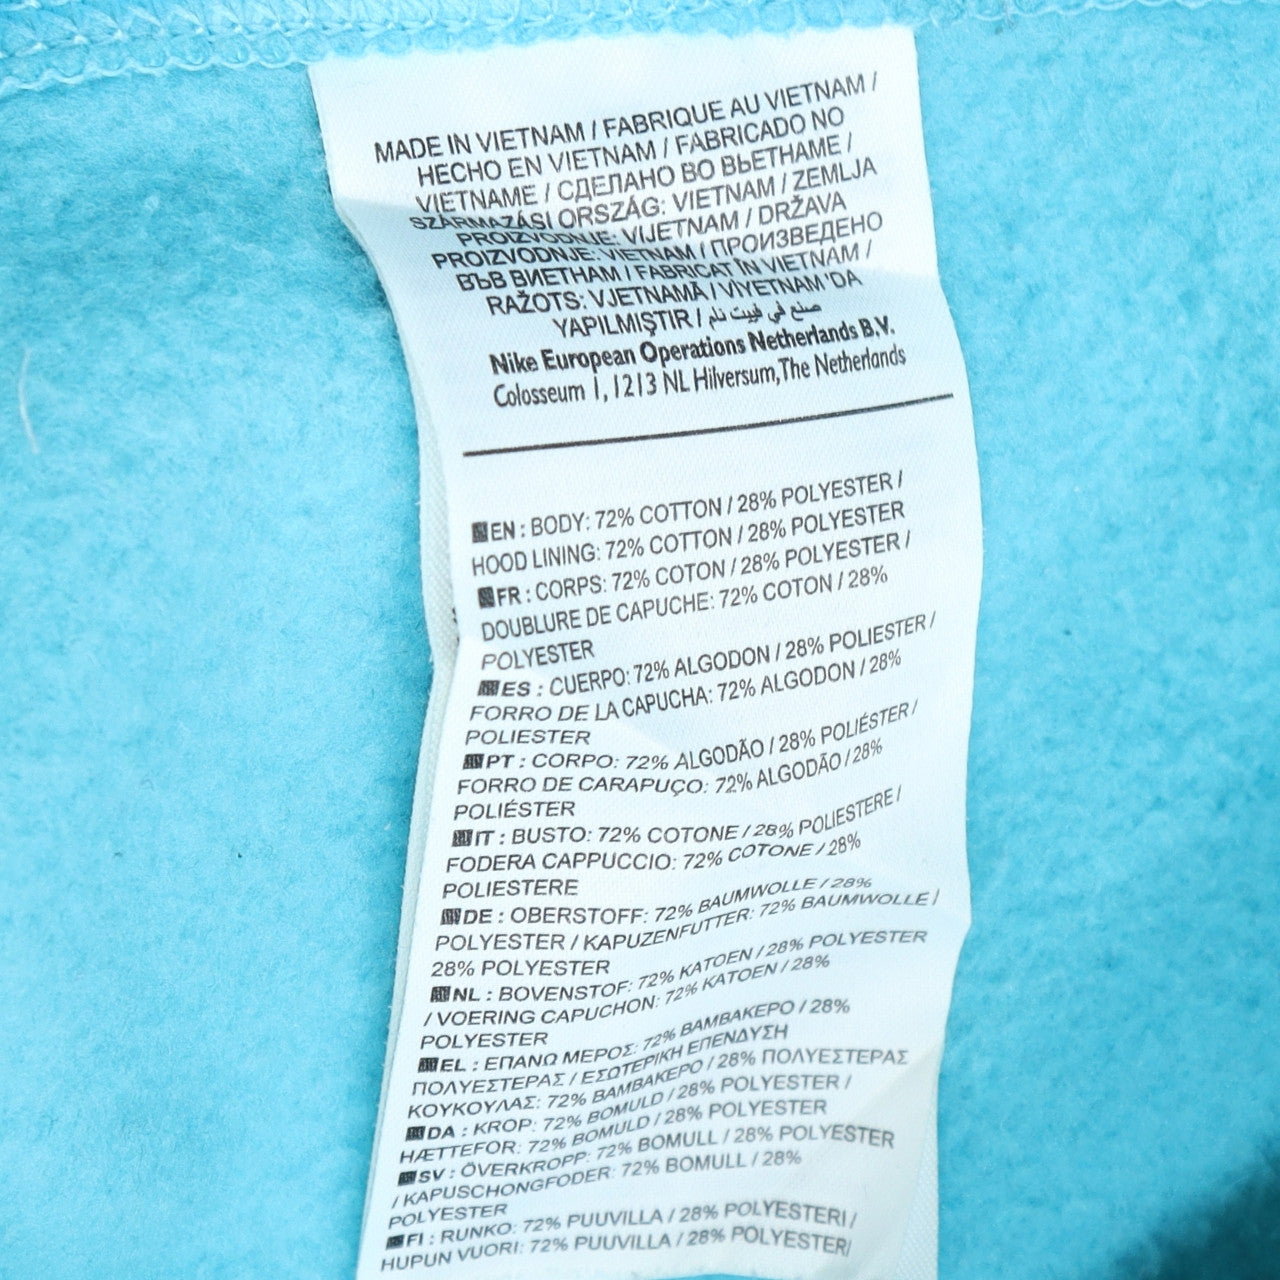 MADE IN VIETNAM / FABRIQUE AU VIETNAM /
HECHO EN VIETNAM / FABRICADO NO
VIETNAME / СДЕЛАНО ВО ВЬЕТНАМЕ /
SZÁRMAZÁSI ORSZÁG: VIETNAM / ZEMLJA
PROIZVODNJE: VIJETNAM / DRŽAVA
PROIZVODNJE: VIETNAM / ПРОИЗВЕДЕНО
ВЪВ ВИЕТНАМ / FABRICAT ÎN VIETNAM /
RAŽOTS: VJETNAMĀ / VIYETNAM'DA
YAPILMIŞTIR / صنع في فييت نام
Nike European Operations Netherlands B.V.
Colosseum 1, 1213 NL Hilversum, The Netherlands
EN : BODY: 72% COTTON / 28% POLYESTER /
HOOD LINING: 72% COTTON / 28% POLYESTER
FR : CORPS: 72% COTON / 28% POLYESTER /
DOUBLURE DE CAPUCHE: 72% COTON / 28%
POLYESTER
ES : CUERPO: 72% ALGODON / 28% POLIESTER /
FORRO DE LA CAPUCHA: 72% ALGODON / 28%
POLIESTER
PT : CORPO: 72% ALGODÃO / 28% POLIÉSTER /
FORRO DE CARAPUÇO: 72% ALGODÃO / 28%
POLIÉSTER
IT : BUSTO: 72% COTONE / 28% POLIESTERE /
FODERA CAPPUCCIO: 72% COTONE / 28%
POLIESTERE
DE : OBERSTOFF: 72% BAUMWOLLE / 28%
POLYESTER / KAPUZENFUTTER: 72% BAUMWOLLE /
28% POLYESTER
NL : BOVENSTOF: 72% KATOEN / 28% POLYESTER
/ VOERING CAPUCHON: 72% KATOEN / 28%
POLYESTER
EL : ΕΠΑΝΩ ΜΕΡΟΣ: 72% ΒΑΜΒΑΚΕΡΟ / 28%
ΠΟΛΥΕΣΤΕΡΑΣ / ΕΣΩΤΕΡΙΚΗ ΕΠΕΝΔΥΣΗ
ΚΟΥΚΟΥΛΑΣ: 72% ΒΑΜΒΑΚΕΡΟ / 28% ΠΟΛΥΕΣΤΕΡΑΣ
DA : KROP: 72% BOMULD / 28% POLYESTER /
HÆTTEFOR: 72% BOMULD / 28% POLYESTER
SV : ÖVERKROPP: 72% BOMULL / 28% POLYESTER
/ KAPUSCHONGFODER: 72% BOMULL / 28%
POLYESTER
FI : RUNKO: 72% PUUVILLA / 28% POLYESTERI /
HUPUN VUORI: 72% PUUVILLA / 28% POLYESTERI